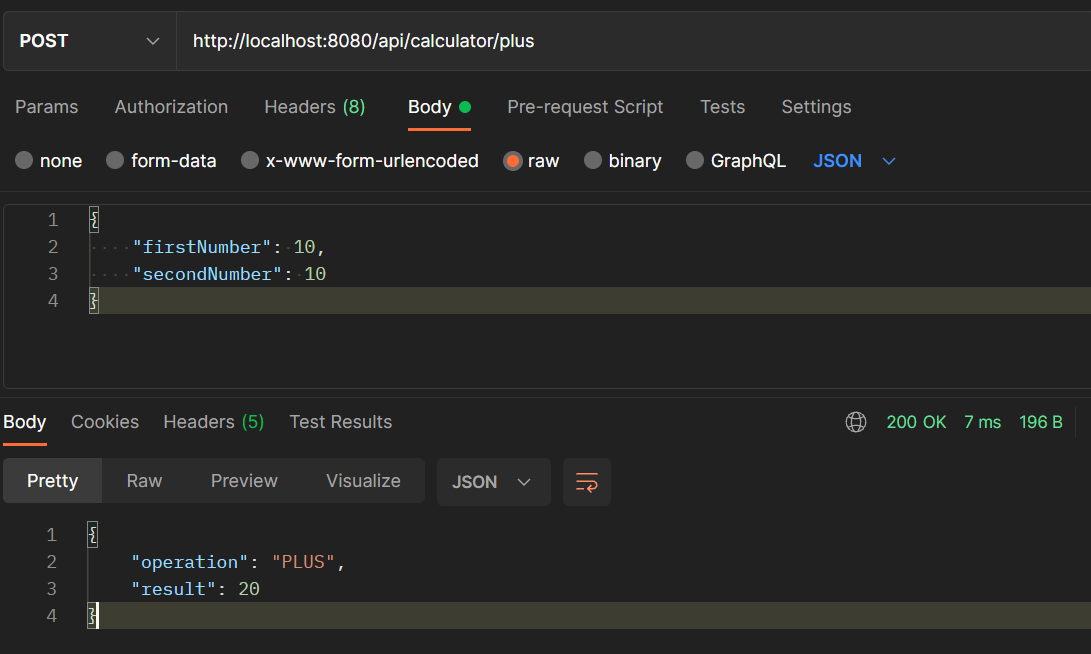 POST http://localhost:8080/api/calculator/plus
Params Authorization Headers (8) Body Pre-request Script Tests Settings
none form-data x-www-form-urlencoded raw binary GraphQL JSON
1 {
2 "firstNumber": 10,
3 "secondNumber": 10
4 }
Body Cookies Headers (5) Test Results 200 OK 7 ms 196 B
Pretty Raw Preview Visualize JSON
1 {
2 "operation": "PLUS",
3 "result": 20
4 }